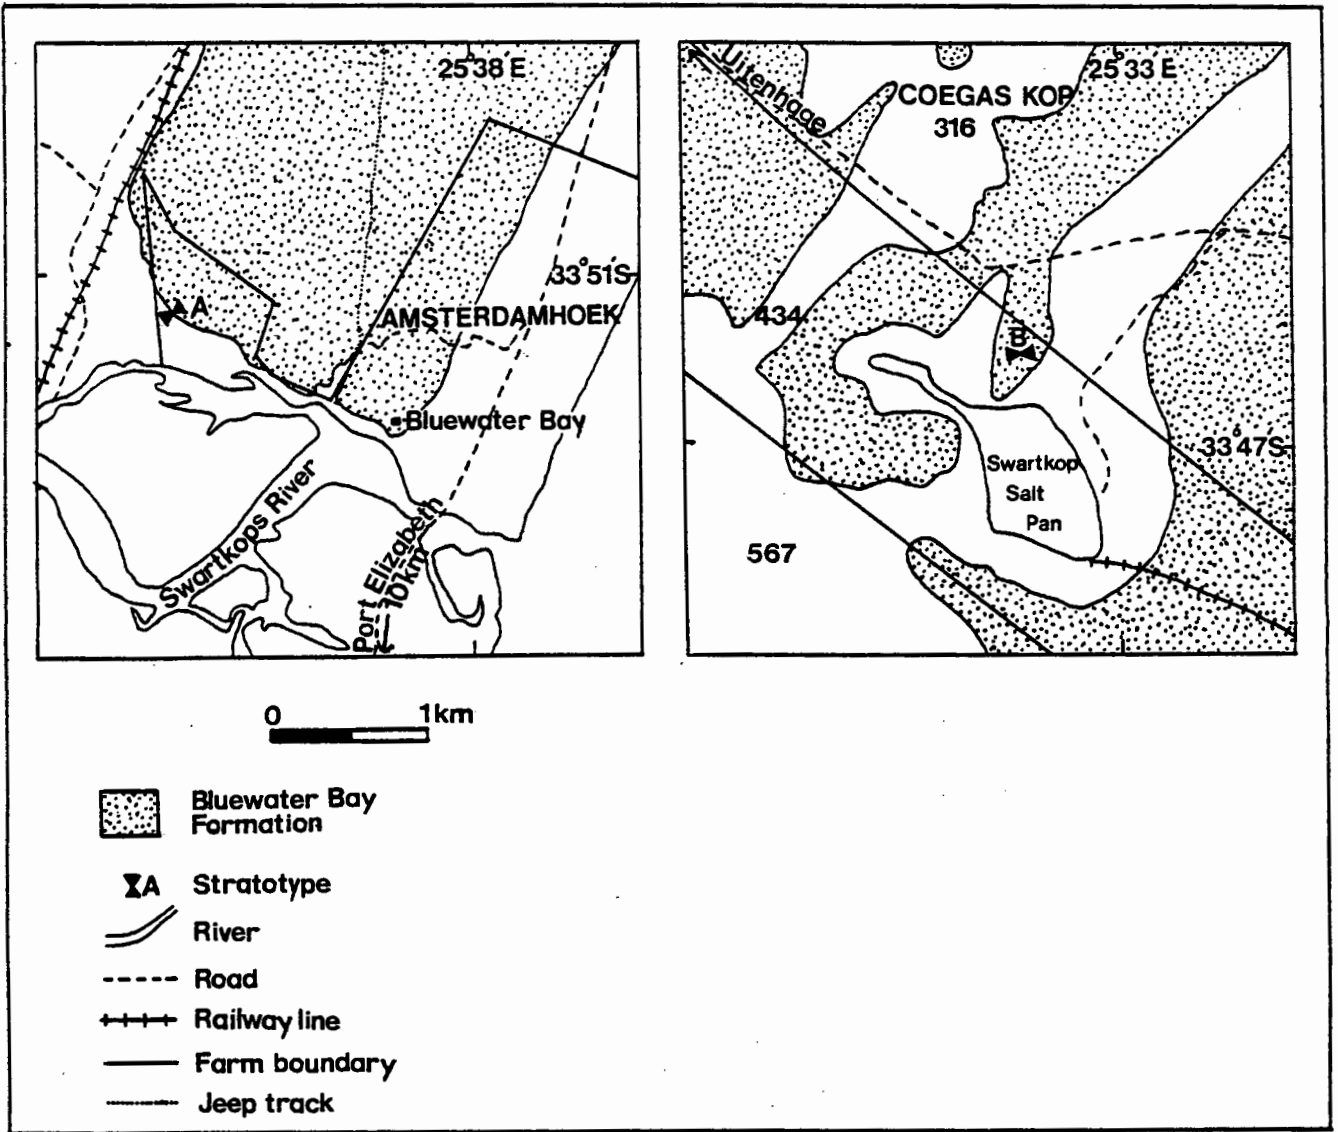 25°38 E
A
33°51'S
AMSTERDAMHOEK
Bluewater Bay
Swartkops River
Port Elizabeth
10km
Uitenhage
25°33 E
COEGAS KOP
316
434
B
33°47'S
Swartkop
Salt
Pan
567
0 1km
Bluewater Bay
Formation
A Stratotype
River
Road
Railway line
Farm boundary
Jeep track